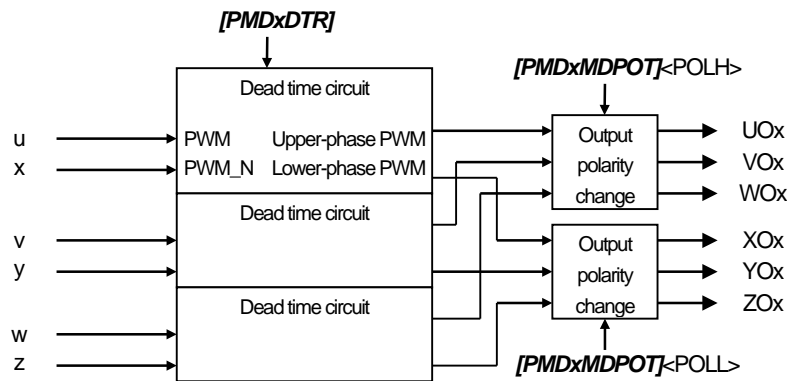 [PMDxDTR]
[PMDxMDPOT]<POLH>
Dead time circuit
u PWM Upper-phase PWM Output UOx
x PWM_N Lower-phase PWM polarity VOx
change WOx
Dead time circuit
v Output XOx
y polarity YOx
Dead time circuit change ZOx
w
z [PMDxMDPOT]<POLL>